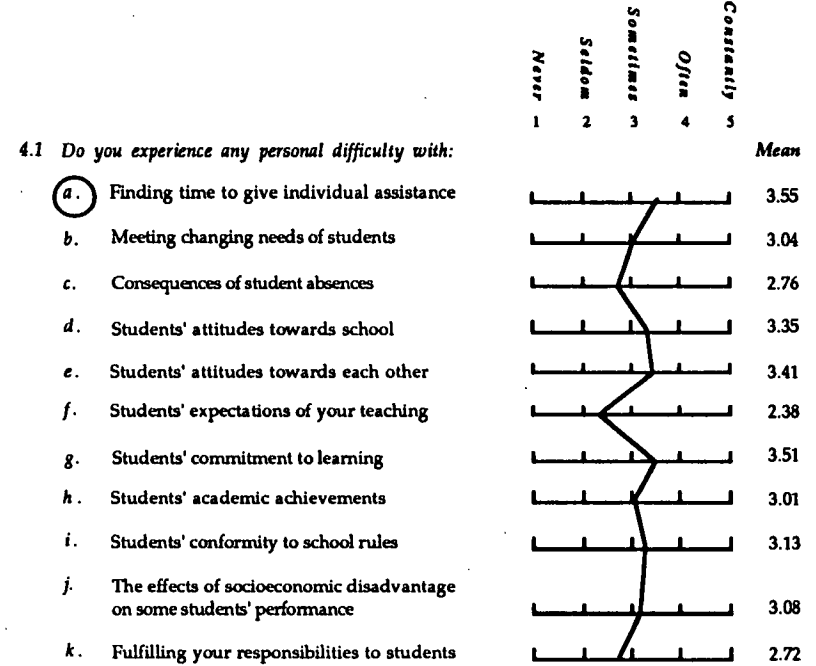 Never Seldom Sometimes Often Constantly
1 2 3 4 5
4.1 Do you experience any personal difficulty with: Mean
a. Finding time to give individual assistance 3.55
b. Meeting changing needs of students 3.04
c. Consequences of student absences 2.76
d. Students' attitudes towards school 3.35
e. Students' attitudes towards each other 3.41
f. Students' expectations of your teaching 2.38
g. Students' commitment to learning 3.51
h. Students' academic achievements 3.01
i. Students' conformity to school rules 3.13
j. The effects of socioeconomic disadvantage
on some students' performance 3.08
k. Fulfilling your responsibilities to students 2.72